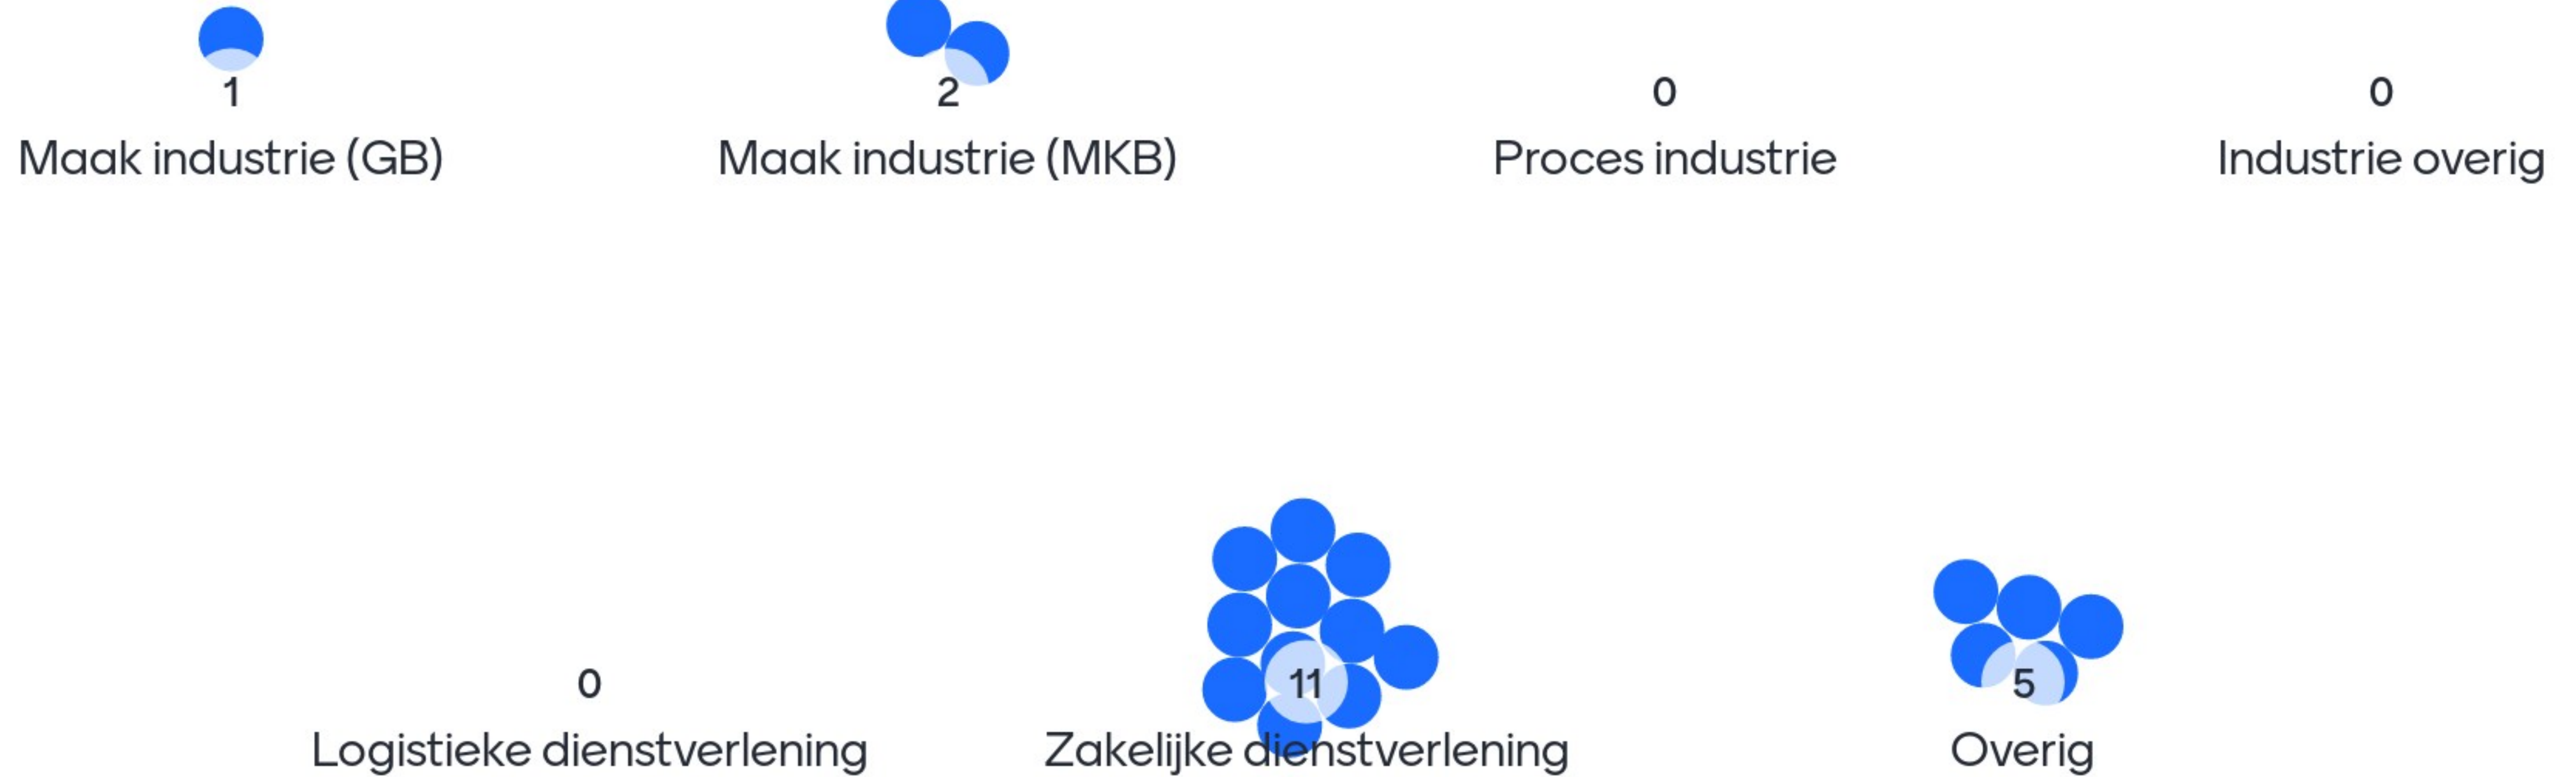 1
2
0
0
Maak industrie (GB)
Maak industrie (MKB)
Proces industrie
Industrie overig
0
11
5
Logistieke dienstverlening
Zakelijke dienstverlening
Overig